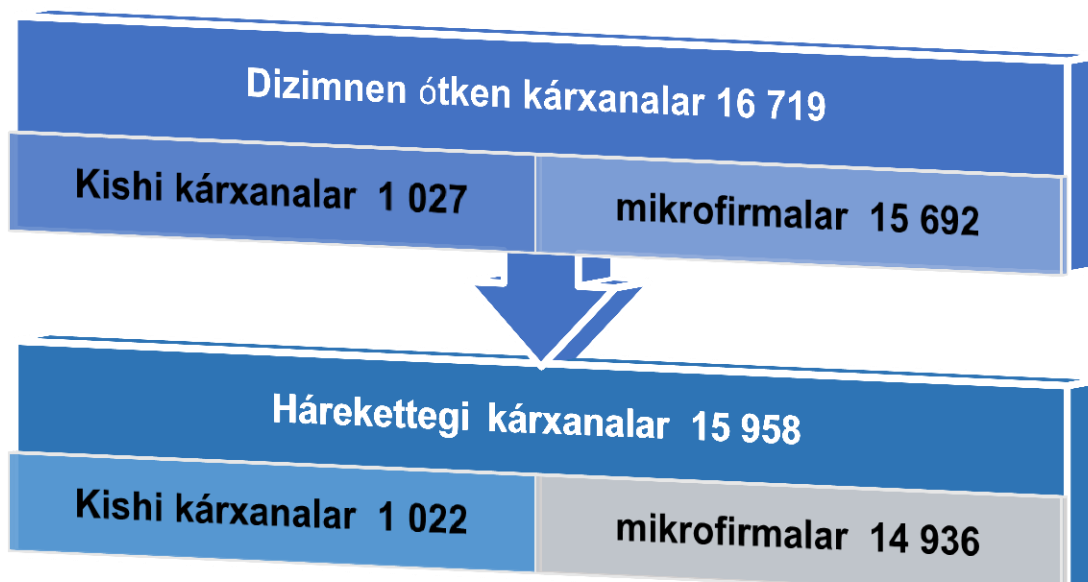 Dizimnen ótken kárxanalar 16 719
Kishi kárxanalar 1 027
mikrofirmalar 15 692
Hárekettegi kárxanalar 15 958
Kishi kárxanalar 1 022
mikrofirmalar 14 936